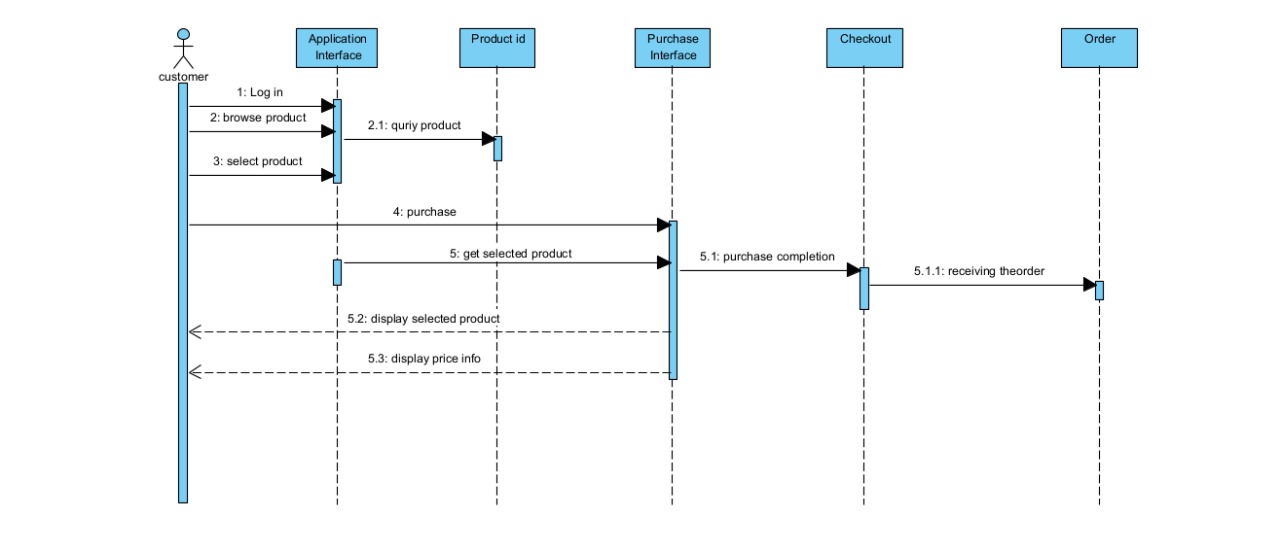 Application
Interface
Product id
Purchase
Interface
Checkout
Order
customer
1: Log in
2: browse product
2.1: quriy product
3: select product
4: purchase
5: get selected product
5.1: purchase completion
5.1.1: receiving theorder
5.2: display selected product
5.3: display price info